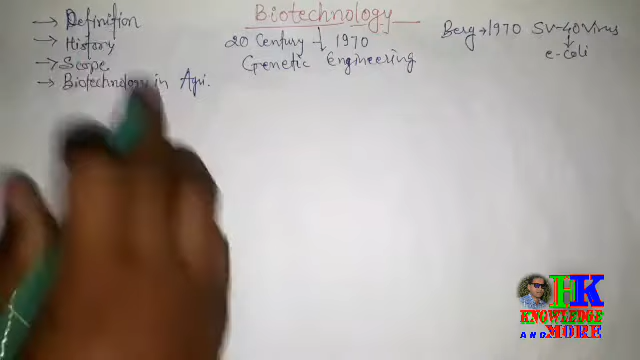 Biotechnology
→ Definition
→ History
→ Scope
→ Biotechnology in Agri.
20 Century → 1970
Genetic Engineering
Berg → 1970 SV-40 Virus
e-coli
HK
KNOWLEDGE
AND
MORE